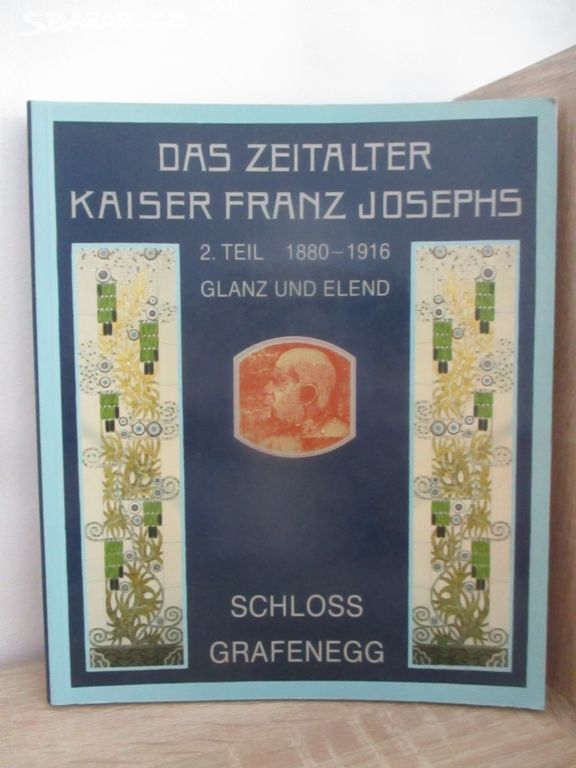 SBAZAR.CZ
DAS ZEITALTER
KAISER FRANZ JOSEPHS
2. TEIL 1880–1916
GLANZ UND ELEND
SCHLOSS
GRAFENEGG